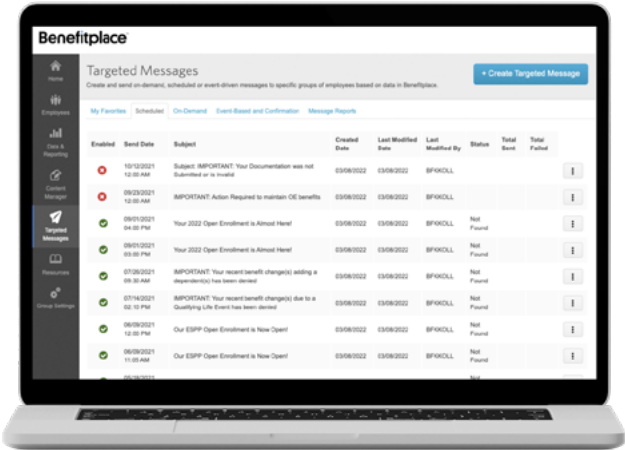 Benefitplace
Home
Employees
Data &
Reporting
Content
Manager
Targeted
Messages
Resources
Group Settings
Targeted Messages
Create and send on-demand, scheduled or event-driven messages to specific groups of employees based on data in Benefitplace.
+ Create Targeted Message
My Favorites Scheduled On-Demand Event-Based and Confirmation Message Reports
Enabled Send Date Subject Created Date Last Modified Date Last Modified By Status Total Sent Total Failed
10/12/2021 12:00 AM Subject: IMPORTANT: Your Documentation was not Submitted or is Invalid 03/08/2022 03/08/2022 BFKKOLL
09/23/2021 12:00 AM IMPORTANT: Action Required to maintain OE benefits 03/08/2022 03/08/2022 BFKKOLL
09/01/2021 04:00 PM Your 2022 Open Enrollment is Almost Here! 03/08/2022 03/08/2022 BFKKOLL Not Found
09/01/2021 03:00 PM Your 2022 Open Enrollment is Almost Here! 03/08/2022 03/08/2022 BFKKOLL Not Found
07/28/2021 09:30 AM IMPORTANT: Your recent benefit change(s) adding a dependent(s) has been denied 03/08/2022 03/08/2022 BFKKOLL Not Found
07/14/2021 02:10 PM IMPORTANT: Your recent benefit change(s) due to a Qualifying Life Event has been denied 03/08/2022 03/08/2022 BFKKOLL Not Found
06/09/2021 12:00 PM Our ESPP Open Enrollment is Now Open! 03/08/2022 03/08/2022 BFKKOLL Not Found
06/09/2021 11:05 AM Our ESPP Open Enrollment is Now Open! 03/08/2022 03/08/2022 BFKKOLL Not Found